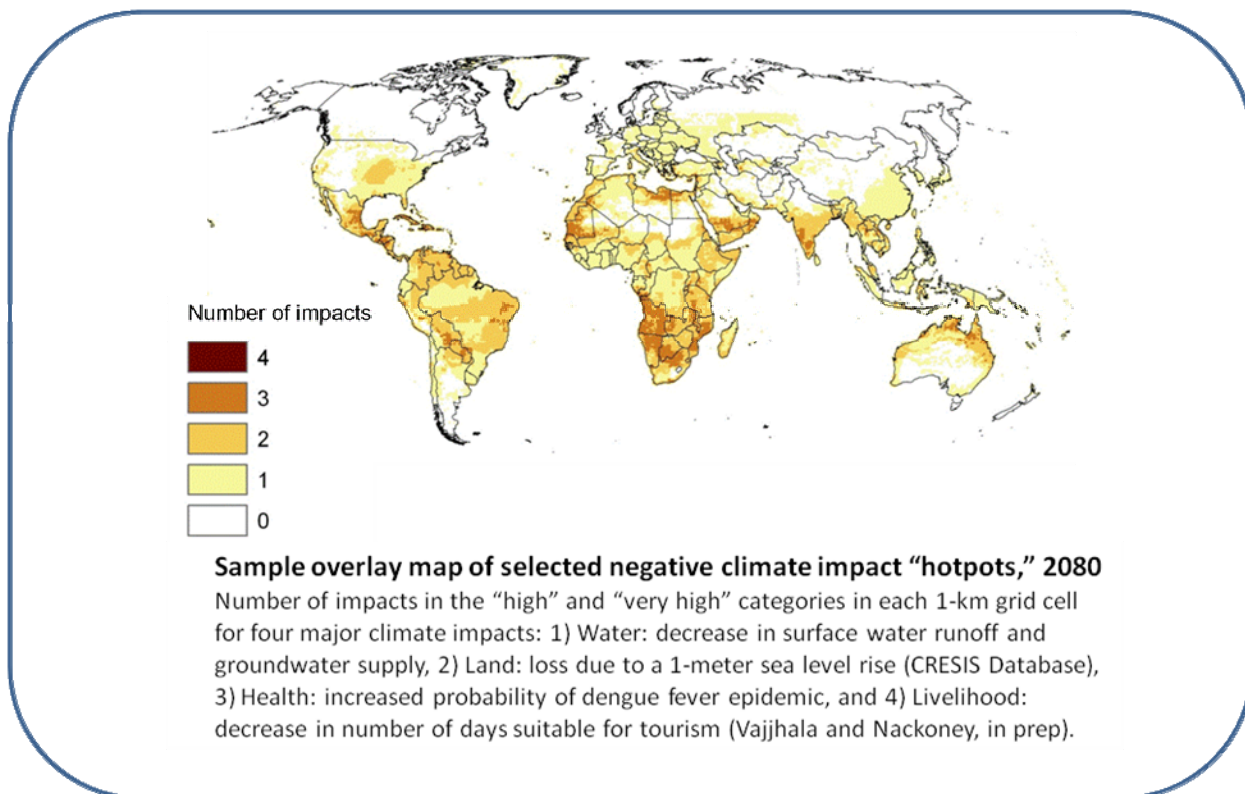 Number of impacts
4
3
2
1
0
Sample overlay map of selected negative climate impact “hotpots,” 2080
Number of impacts in the “high” and “very high” categories in each 1-km grid cell
for four major climate impacts: 1) Water: decrease in surface water runoff and
groundwater supply, 2) Land: loss due to a 1-meter sea level rise (CRESIS Database),
3) Health: increased probability of dengue fever epidemic, and 4) Livelihood:
decrease in number of days suitable for tourism (Vajjhala and Nackoney, in prep).